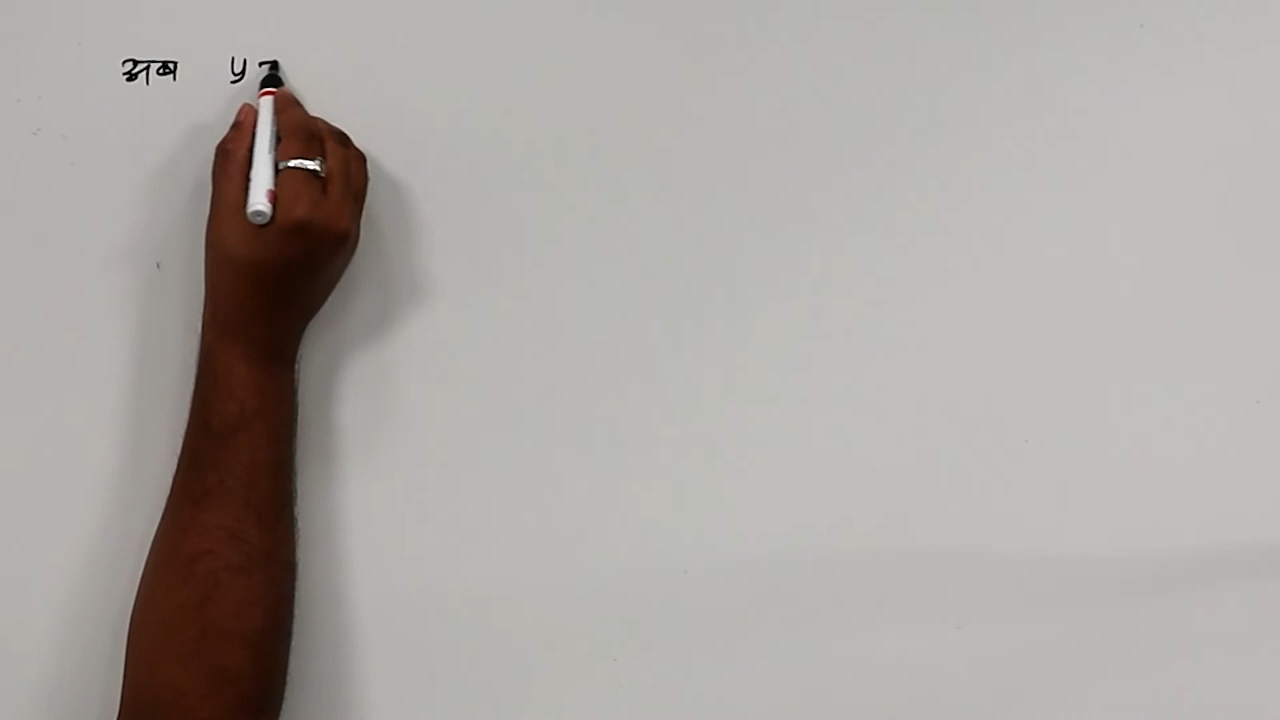 अब y =